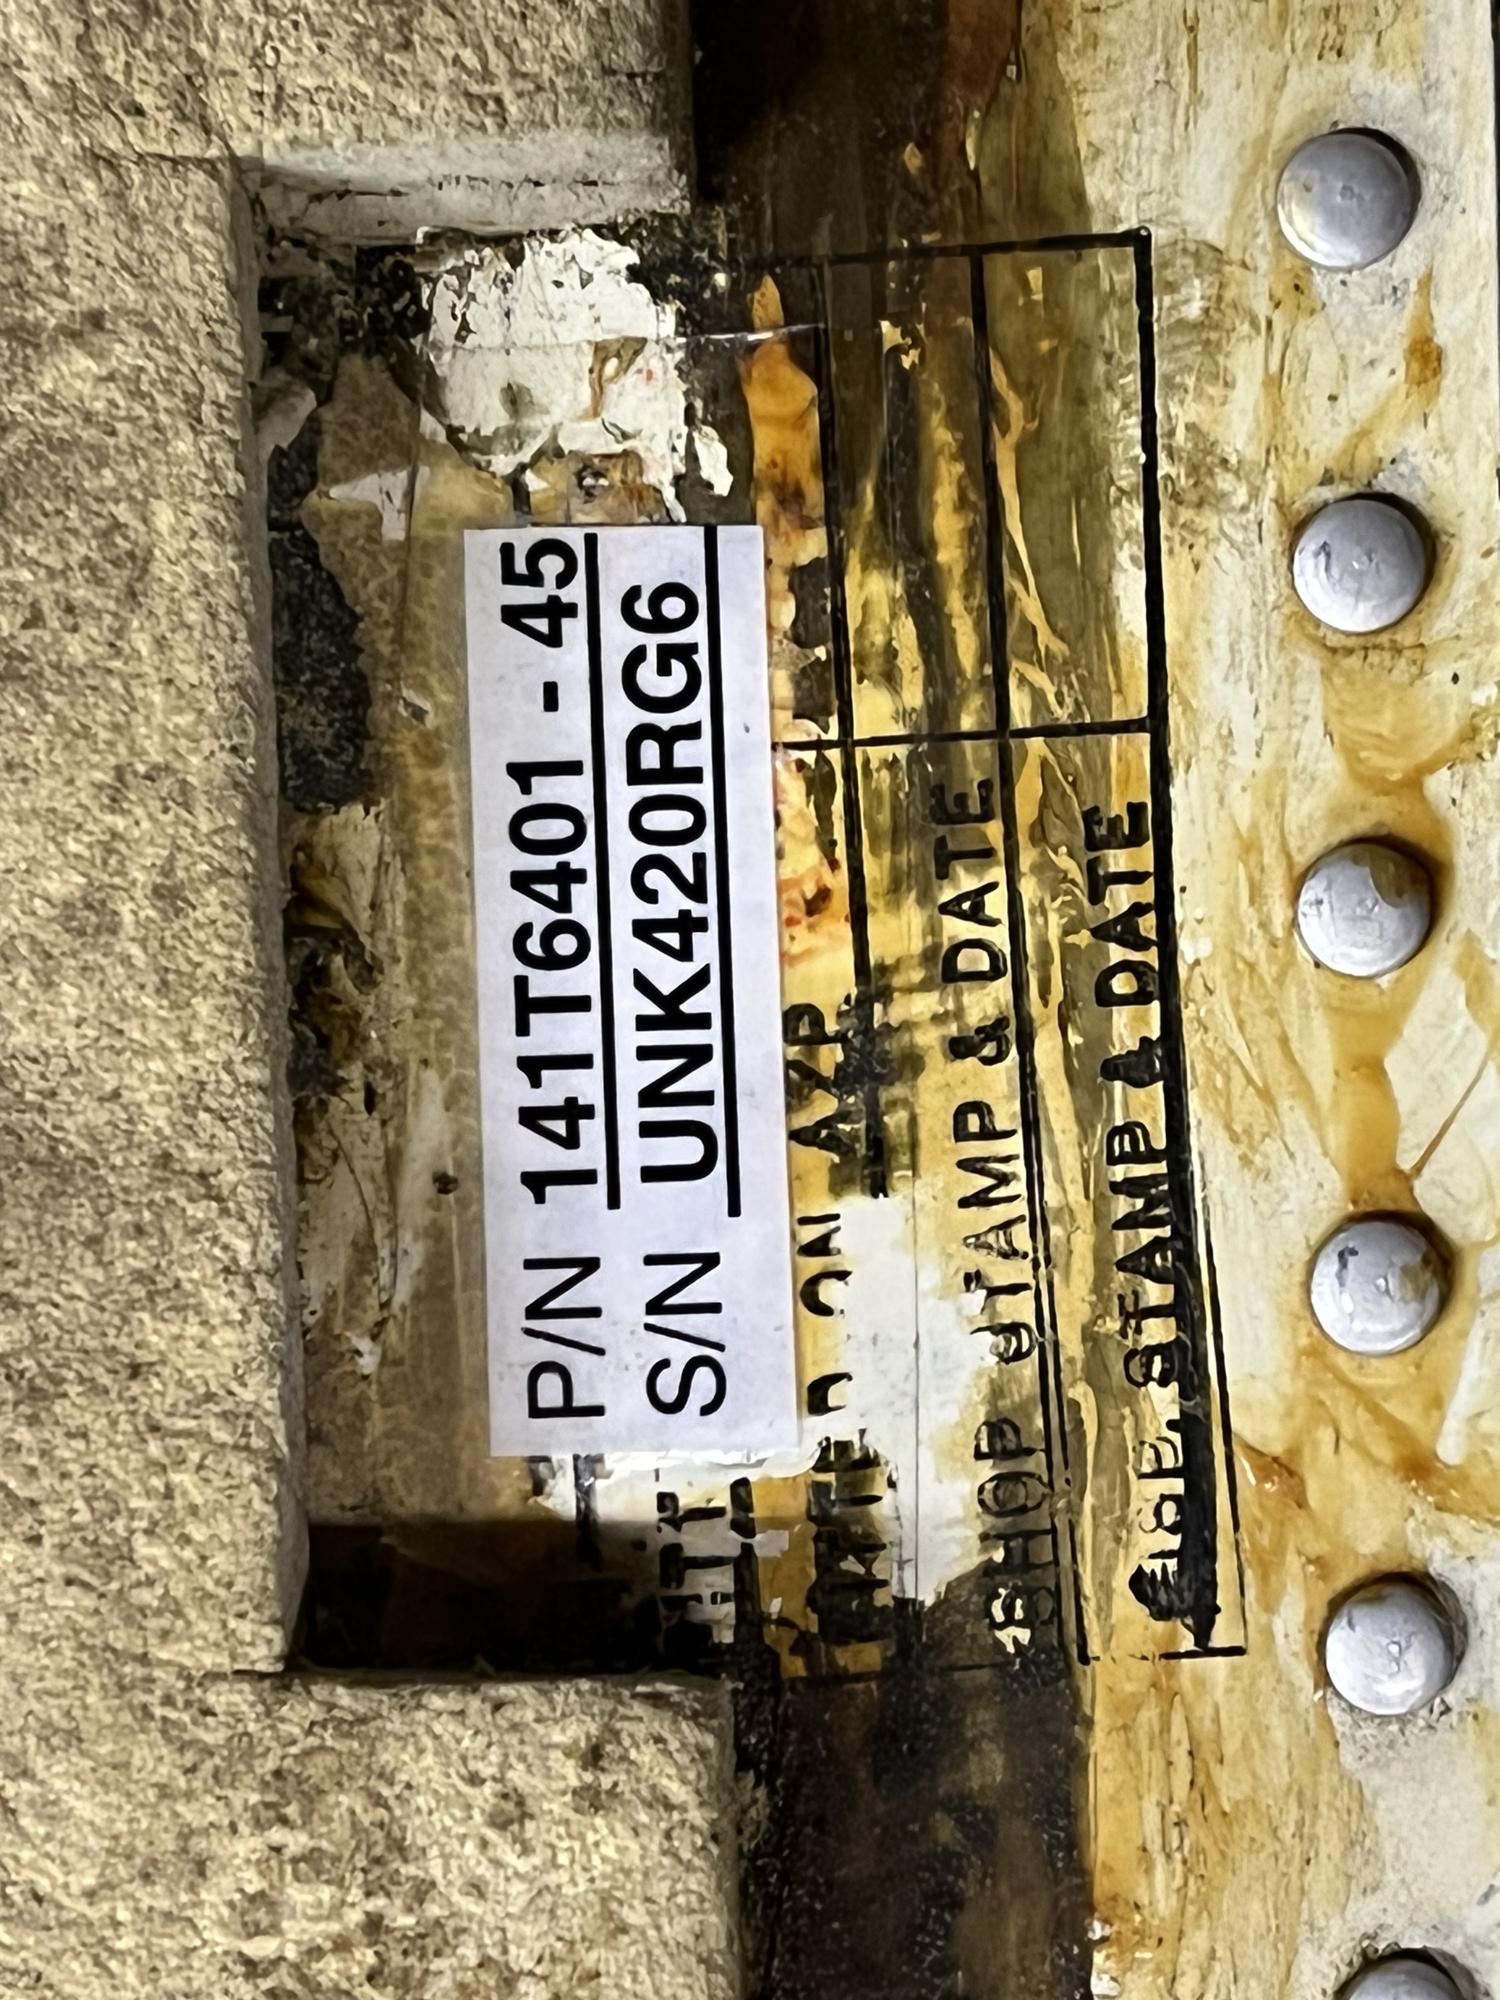 P/N 141T6401 - 45
S/N UNK420RG6
SHOP STAMP & DATE
STAMP & DATE